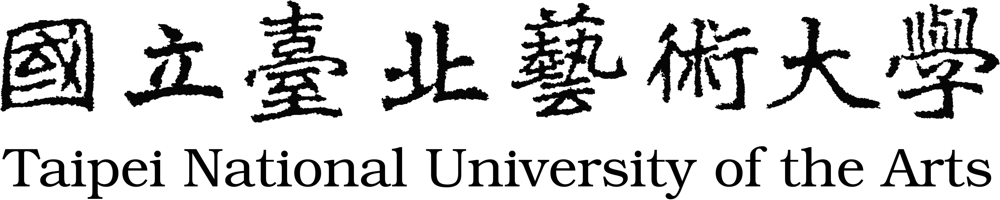 國立臺北藝術大學
Taipei National University of the Arts